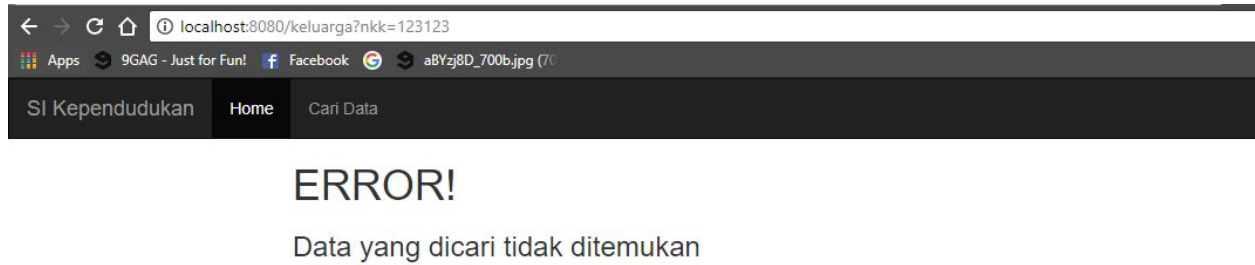 localhost:8080/keluarga?nkk=123123
Apps 9GAG - Just for Fun! Facebook aBYzj8D_700b.jpg (70
SI Kependudukan Home Cari Data
ERROR!
Data yang dicari tidak ditemukan